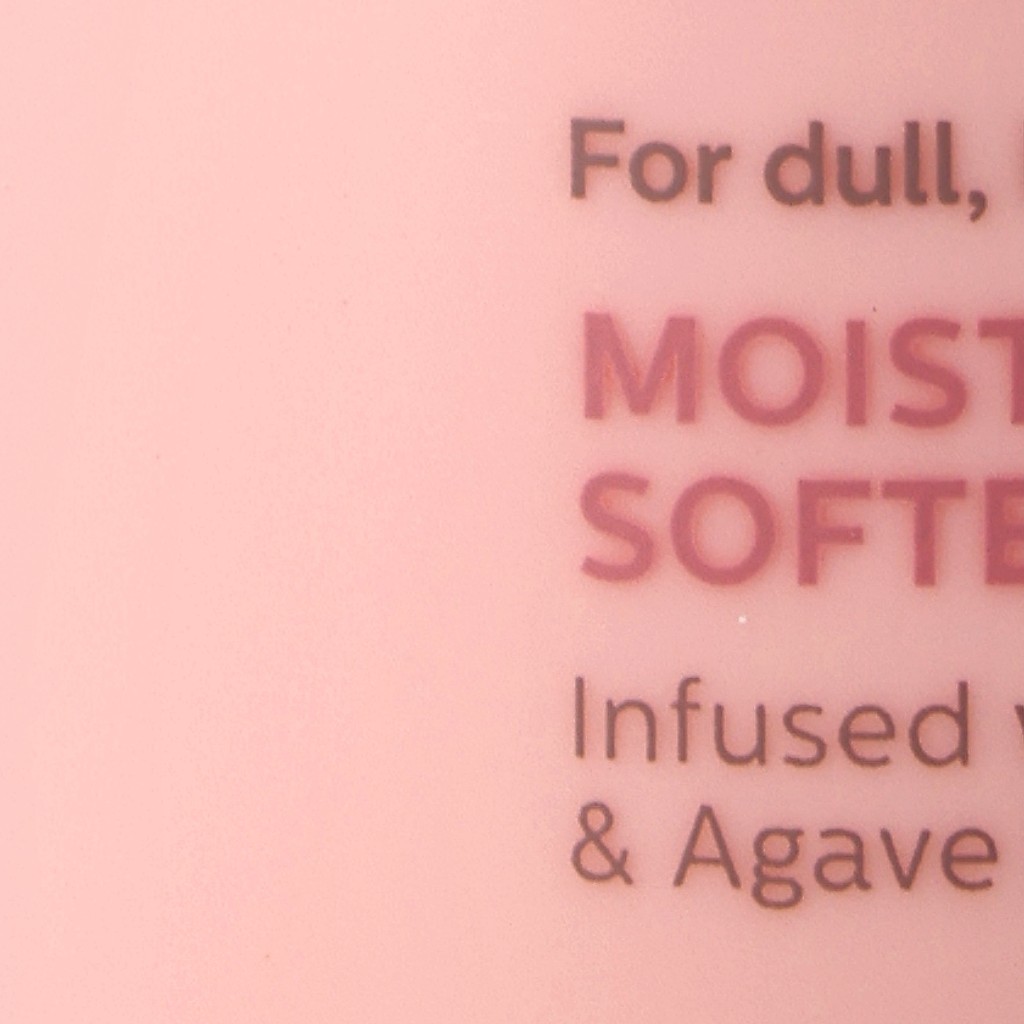 For dull,
MOIST
SOFTE
Infused
& Agave